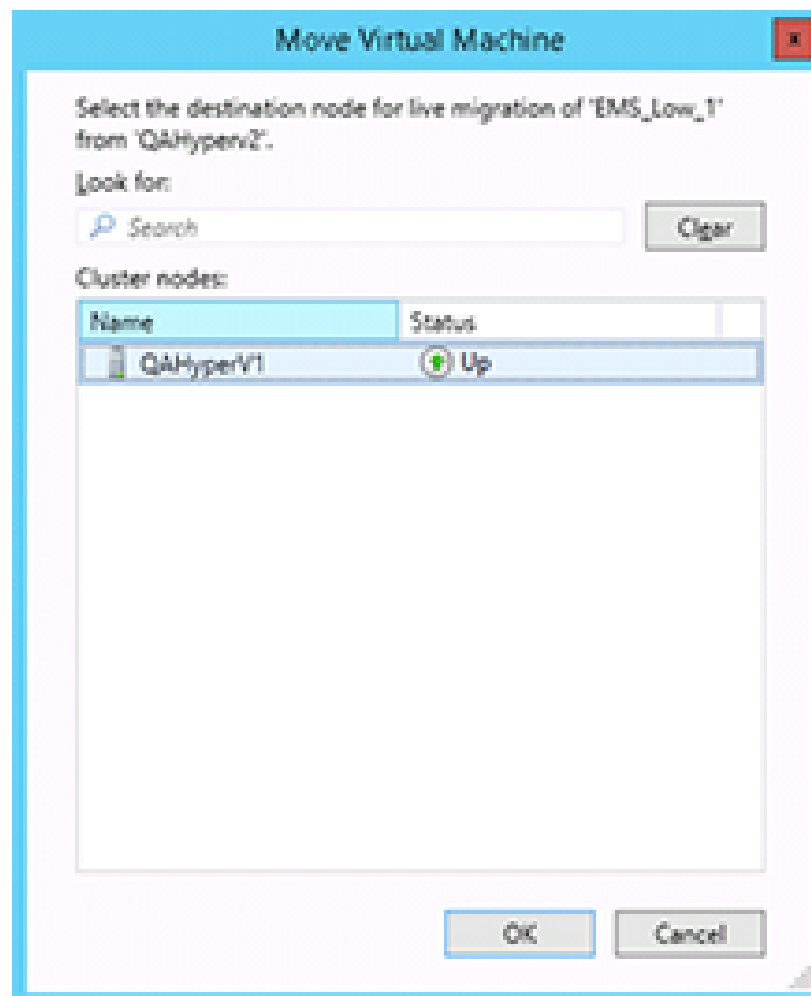 Move Virtual Machine
x
Select the destination node for live migration of 'EMS_Low_1'
from 'QAHyperv2'.
Look for:
Search
Clear
Cluster nodes:
Name Status
QAHyperV1 Up
OK Cancel